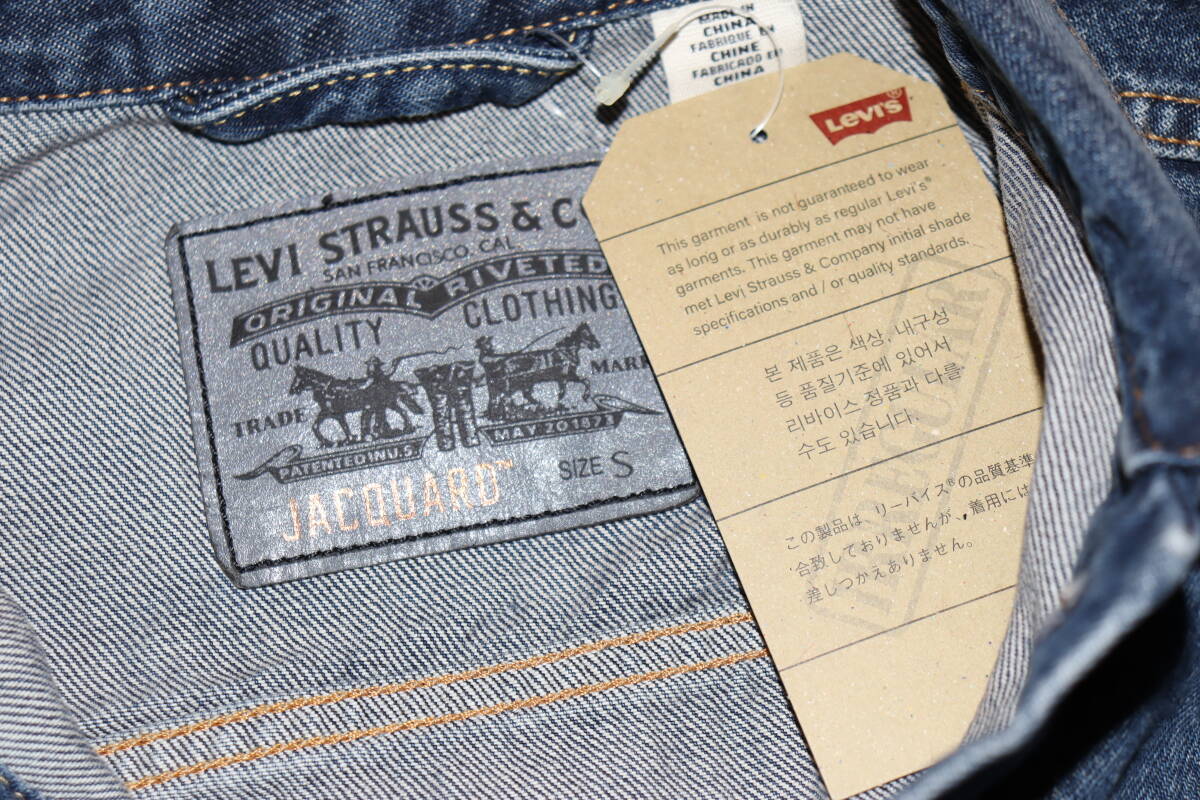 MADE IN
CHINA
FABRIQUE EN
CHINE
FABRICADO EN
CHINA
Levi's®
This garment is not guaranteed to wear
as long or as durably as regular Levi's®
garments. This garment may not have
met Levi Strauss & Company initial shade
specifications and / or quality standards.
본 제품은 색상, 내구성
등 품질기준에 있어서
리바이스 정품과 다를
수도 있습니다.
この製品は、リーバイス®の品質基準
合致しておりませんが、着用には
差しつかえありません。
IRREGULAR
LEVI STRAUSS & CO
SAN FRANCISCO, CAL.
ORIGINAL RIVETED
QUALITY CLOTHING
TRADE MARK
PATENTED IN U.S. MAY 20 1873
JACQUARD™ SIZE S